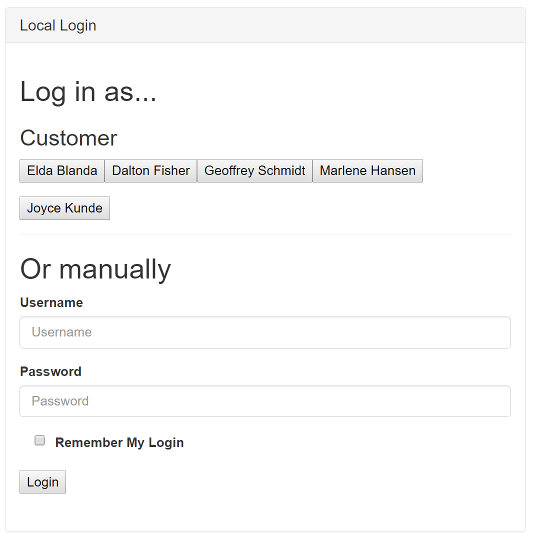 Local Login
Log in as...
Customer
Elda Blanda Dalton Fisher Geoffrey Schmidt Marlene Hansen
Joyce Kunde
Or manually
Username
Username
Password
Password
Remember My Login
Login